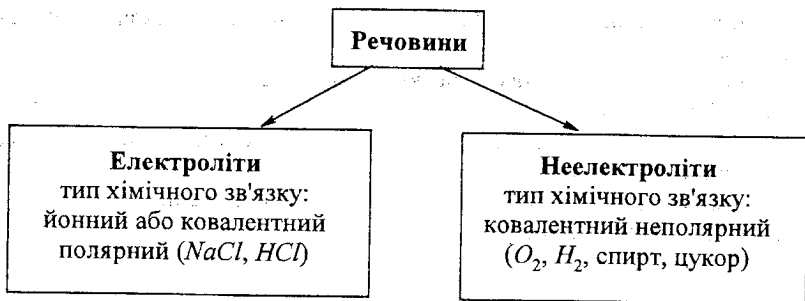 Речовини
Електроліти
тип хімічного зв'язку:
йонний або ковалентний
полярний (NaCl, HCl)
Неелектроліти
тип хімічного зв'язку:
ковалентний неполярний
(O₂, H₂, спирт, цукор)